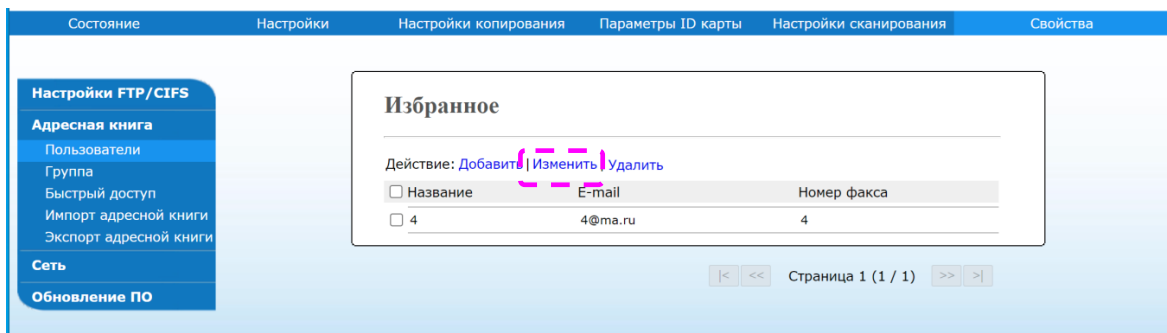 Состояние Настройки Настройки копирования Параметры ID карты Настройки сканирования Свойства
Настройки FTP/CIFS
Адресная книга
Пользователи
Группа
Быстрый доступ
Импорт адресной книги
Экспорт адресной книги
Сеть
Обновление ПО
Избранное
Действие: Добавить | Изменить | Удалить
Название E-mail Номер факса
4 4@ma.ru 4
|< << Страница 1 (1 / 1) >> >|